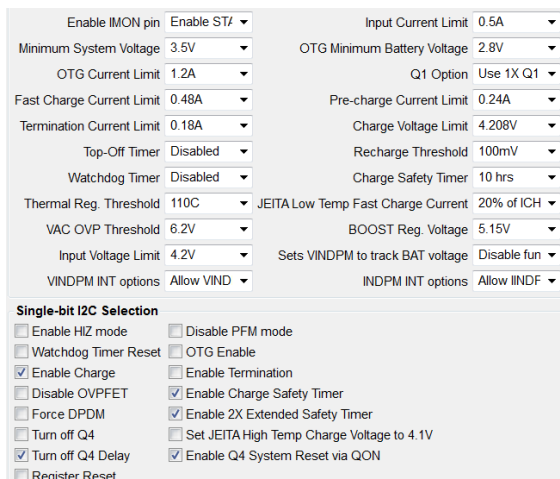 Enable IMON pin Enable STA Input Current Limit 0.5A
Minimum System Voltage 3.5V OTG Minimum Battery Voltage 2.8V
OTG Current Limit 1.2A Q1 Option Use 1X Q1
Fast Charge Current Limit 0.48A Pre-charge Current Limit 0.24A
Termination Current Limit 0.18A Charge Voltage Limit 4.208V
Top-Off Timer Disabled Recharge Threshold 100mV
Watchdog Timer Disabled Charge Safety Timer 10 hrs
Thermal Reg. Threshold 110C JEITA Low Temp Fast Charge Current 20% of ICH
VAC OVP Threshold 6.2V BOOST Reg. Voltage 5.15V
Input Voltage Limit 4.2V Sets VINDPM to track BAT voltage Disable fun
VINDPM INT options Allow VIND INDPM INT options Allow IINDF
Single-bit I2C Selection
Enable HIZ mode Disable PFM mode
Watchdog Timer Reset OTG Enable
Enable Charge Enable Termination
Disable OVPFET Enable Charge Safety Timer
Force DPDM Enable 2X Extended Safety Timer
Turn off Q4 Set JEITA High Temp Charge Voltage to 4.1V
Turn off Q4 Delay Enable Q4 System Reset via QON
Register Reset